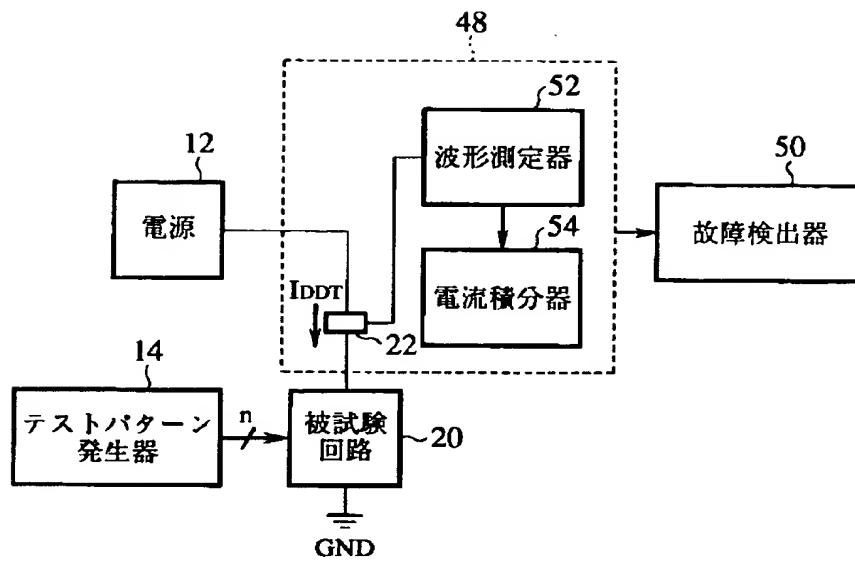 48
52
波形測定器
12
電源
50
故障検出器
54
電流積分器
IDDT
22
14
テストパターン
発生器
n
被試験
回路
20
GND